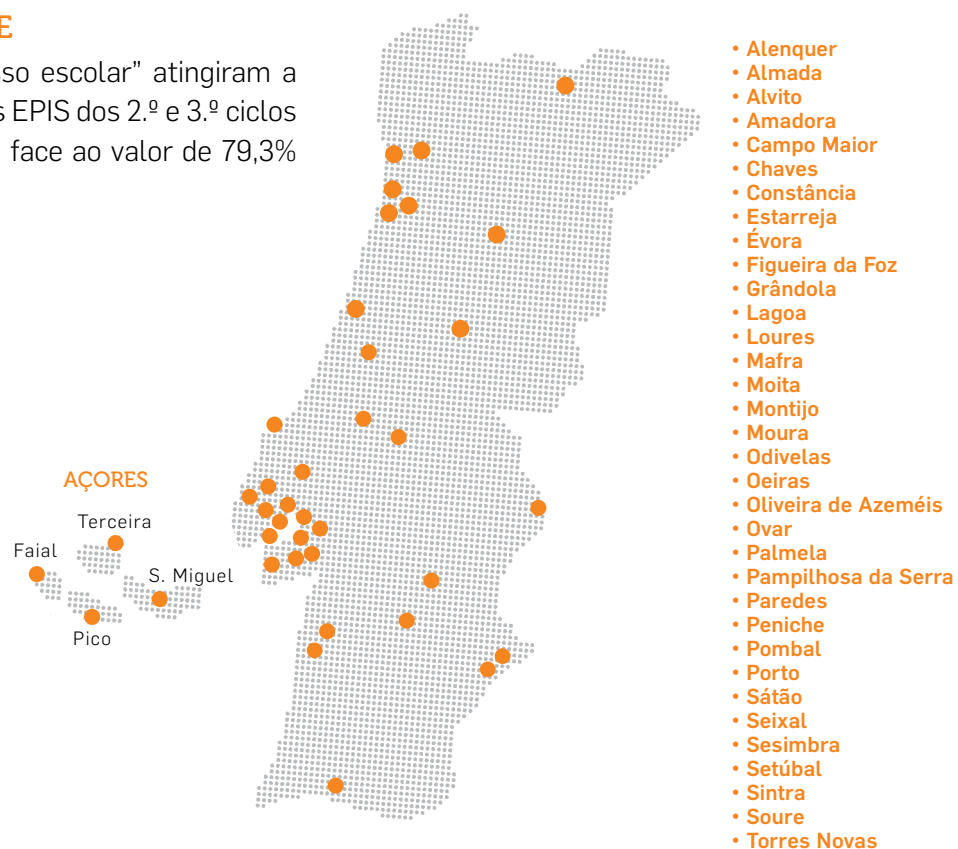 E
sso escolar” atingiram a
s EPIS dos 2.º e 3.º ciclos
face ao valor de 79,3%
AÇORES
Terceira
Faial
S. Miguel
Pico
• Alenquer
• Almada
• Alvito
• Amadora
• Campo Maior
• Chaves
• Constância
• Estarreja
• Évora
• Figueira da Foz
• Grândola
• Lagoa
• Loures
• Mafra
• Moita
• Montijo
• Moura
• Odivelas
• Oeiras
• Oliveira de Azeméis
• Ovar
• Palmela
• Pampilhosa da Serra
• Paredes
• Peniche
• Pombal
• Porto
• Sátão
• Seixal
• Sesimbra
• Setúbal
• Sintra
• Soure
• Torres Novas